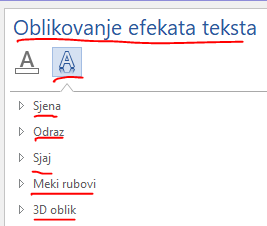 Oblikovanje efekata teksta
A A
Sjena
Odraz
Sjaj
Meki rubovi
3D oblik